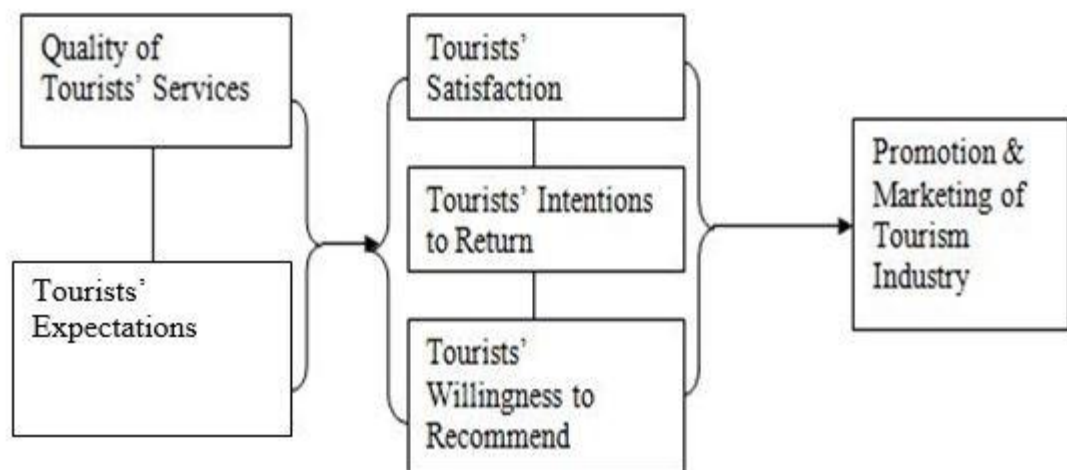 Quality of
Tourists’ Services
Tourists’
Expectations
Tourists’
Satisfaction
Tourists’ Intentions
to Return
Tourists’
Willingness to
Recommend
Promotion &
Marketing of
Tourism
Industry